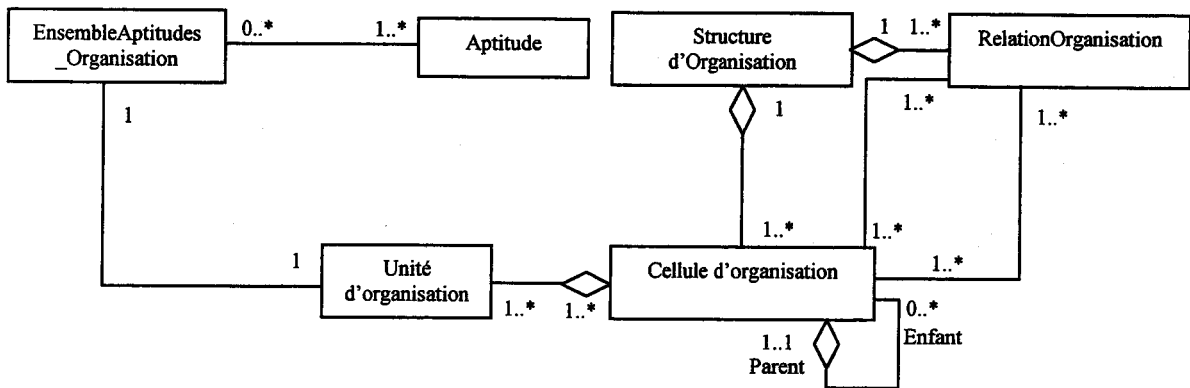 EnsembleAptitudes
_Organisation
0..*
1..*
Aptitude
Structure
d'Organisation
1
1..*
RelationOrganisation
1
1
1..*
1..*
1
Unité
d'organisation
1..*
1..*
1..*
Cellule d'organisation
1..*
1..*
1..1
Parent
0..*
Enfant